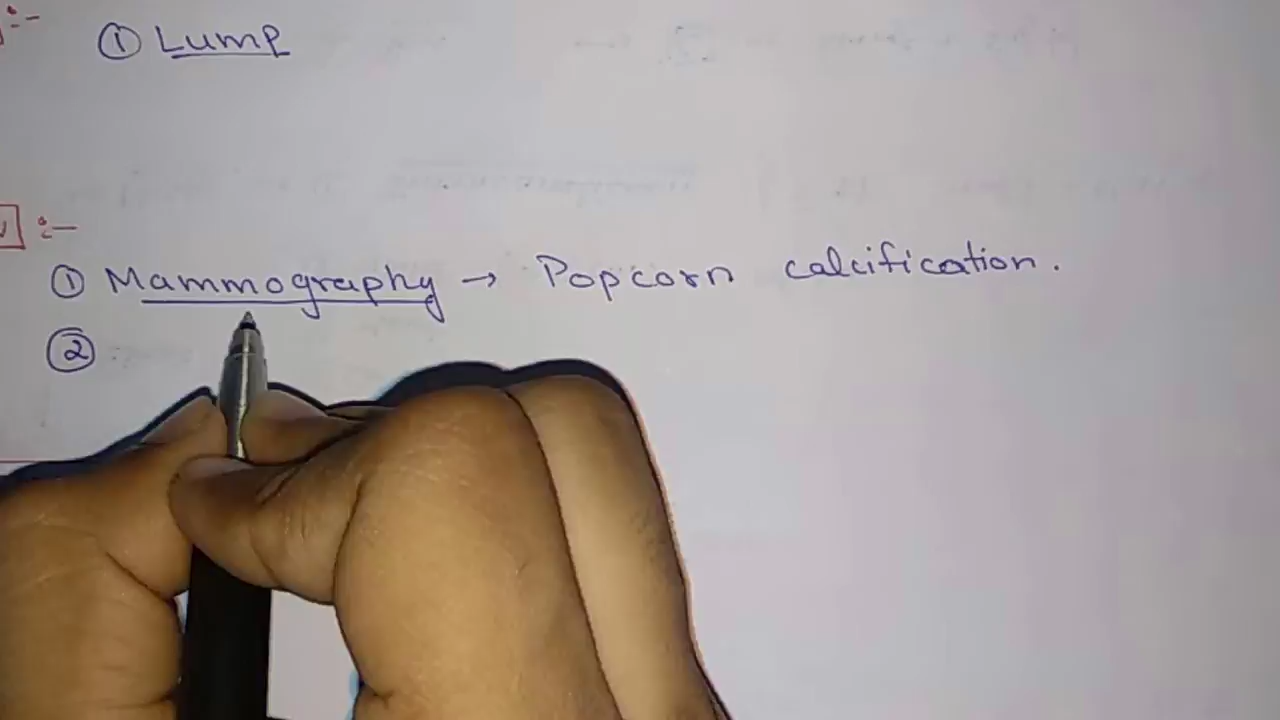 :-
① Lump
:-
① Mammography → Popcorn calcification.
②